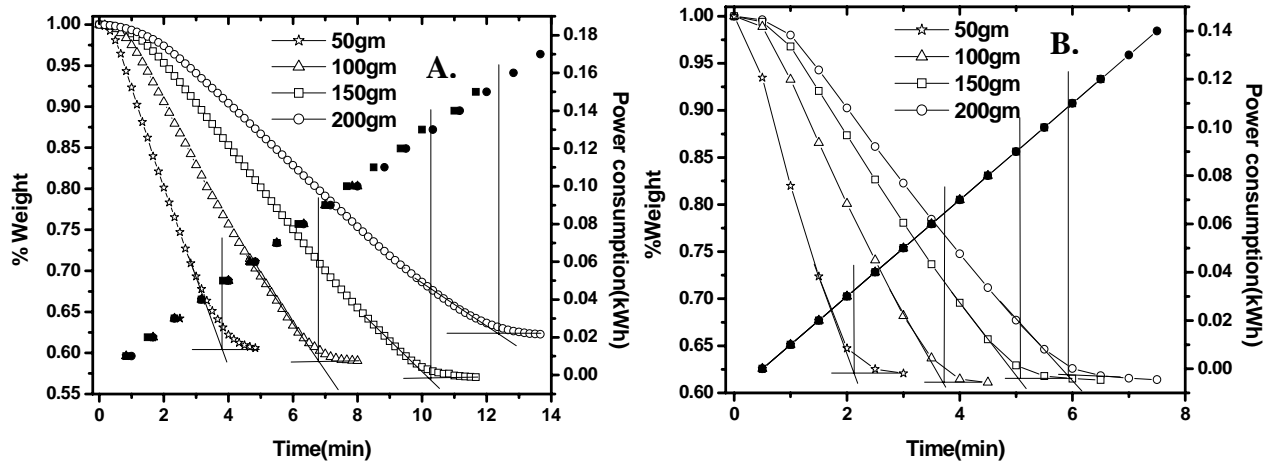 A.
50gm
100gm
150gm
200gm
% Weight
1.00
0.95
0.90
0.85
0.80
0.75
0.70
0.65
0.60
0.55
0 2 4 6 8 10 12 14
Time(min)
0.18
0.16
0.14
0.12
0.10
0.08
0.06
0.04
0.02
0.00
Power consumption(kWh)
B.
50gm
100gm
150gm
200gm
%Weight
1.00
0.95
0.90
0.85
0.80
0.75
0.70
0.65
0.60
0 2 4 6 8
Time(min)
0.14
0.12
0.10
0.08
0.06
0.04
0.02
0.00
Power consumption(kWh)